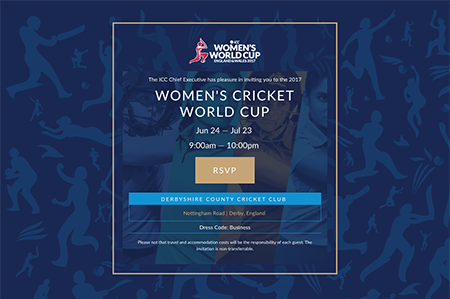 ICC
WOMEN'S
WORLD CUP
ENGLAND & WALES 2017
The ICC Chief Executive has pleasure in inviting you to the 2017
WOMEN'S CRICKET
WORLD CUP
Jun 24 — Jul 23
9:00am — 10:00pm
RSVP
DERBYSHIRE COUNTY CRICKET CLUB
Nottingham Road | Derby, England
Dress Code: Business
Please not that travel and accommodation costs will be the responsibility of each guest. The
invitation is non-transferrable.